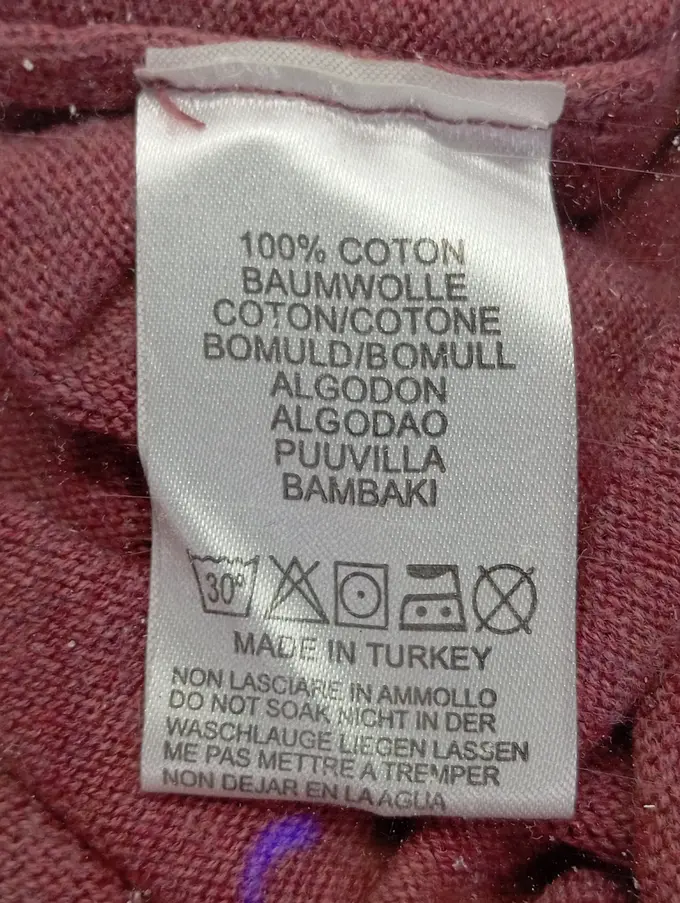 100% COTON
BAUMWOLLE
COTON/COTONE
BOMULD/BOMULL
ALGODON
ALGODAO
PUUVILLA
BAMBAKI
30°
MADE IN TURKEY
NON LASCIARE IN AMMOLLO
DO NOT SOAK NICHT IN DER
WASCHLAUGE LIEGEN LASSEN
ME PAS METTRE A TREMPER
NON DEJAR EN LA AGUA